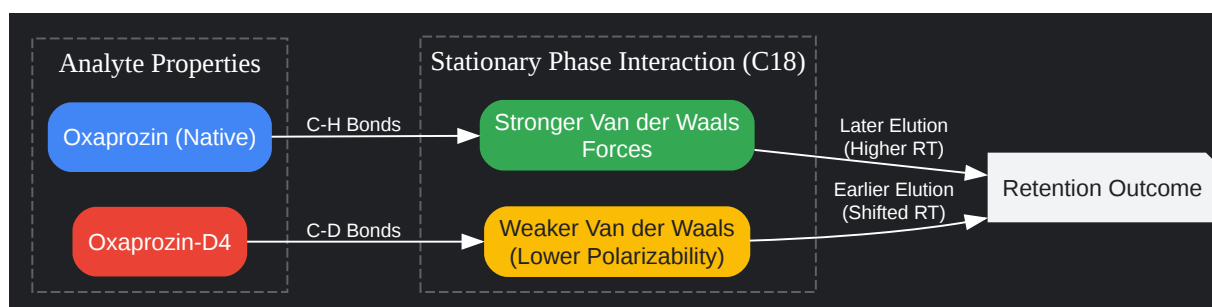 Analyte Properties
Stationary Phase Interaction (C18)
Oxaprozin (Native)
C-H Bonds
Stronger Van der Waals
Forces
Later Elution
(Higher RT)
Retention Outcome
Oxaprozin-D4
C-D Bonds
Weaker Van der Waals
(Lower Polarizability)
Earlier Elution
(Shifted RT)